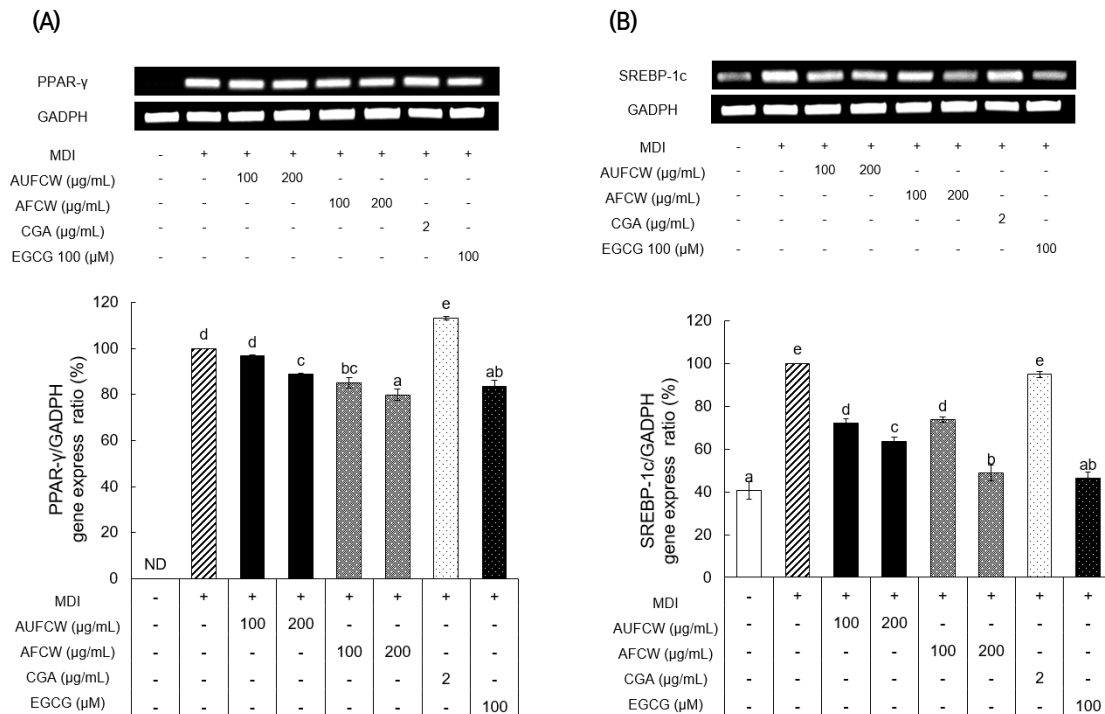 (A)
PPAR-γ
GADPH
MDI - + + + + + + +
AUFCW (µg/mL) - - 100 200 - - - -
AFCW (µg/mL) - - - - 100 200 - -
CGA (µg/mL) - - - - - - 2 -
EGCG 100 (µM) - - - - - - - 100
PPAR-γ/GADPH
gene express ratio (%)
120
100
80
60
40
20
0
ND d d c bc a e ab
MDI - + + + + + + +
AUFCW (µg/mL) - - 100 200 - - - -
AFCW (µg/mL) - - - - 100 200 - -
CGA (µg/mL) - - - - - - 2 -
EGCG (µM) - - - - - - - 100
(B)
SREBP-1c
GADPH
MDI - + + + + + + +
AUFCW (µg/mL) - - 100 200 - - - -
AFCW (µg/mL) - - - - 100 200 - -
CGA (µg/mL) - - - - - - 2 -
EGCG 100 (µM) - - - - - - - 100
SREBP-1c/GADPH
gene express ratio (%)
120
100
80
60
40
20
0
a e d c d b e ab
MDI - + + + + + + +
AUFCW (µg/mL) - - 100 200 - - - -
AFCW (µg/mL) - - - - 100 200 - -
CGA (µg/mL) - - - - - - 2 -
EGCG (µM) - - - - - - - 100